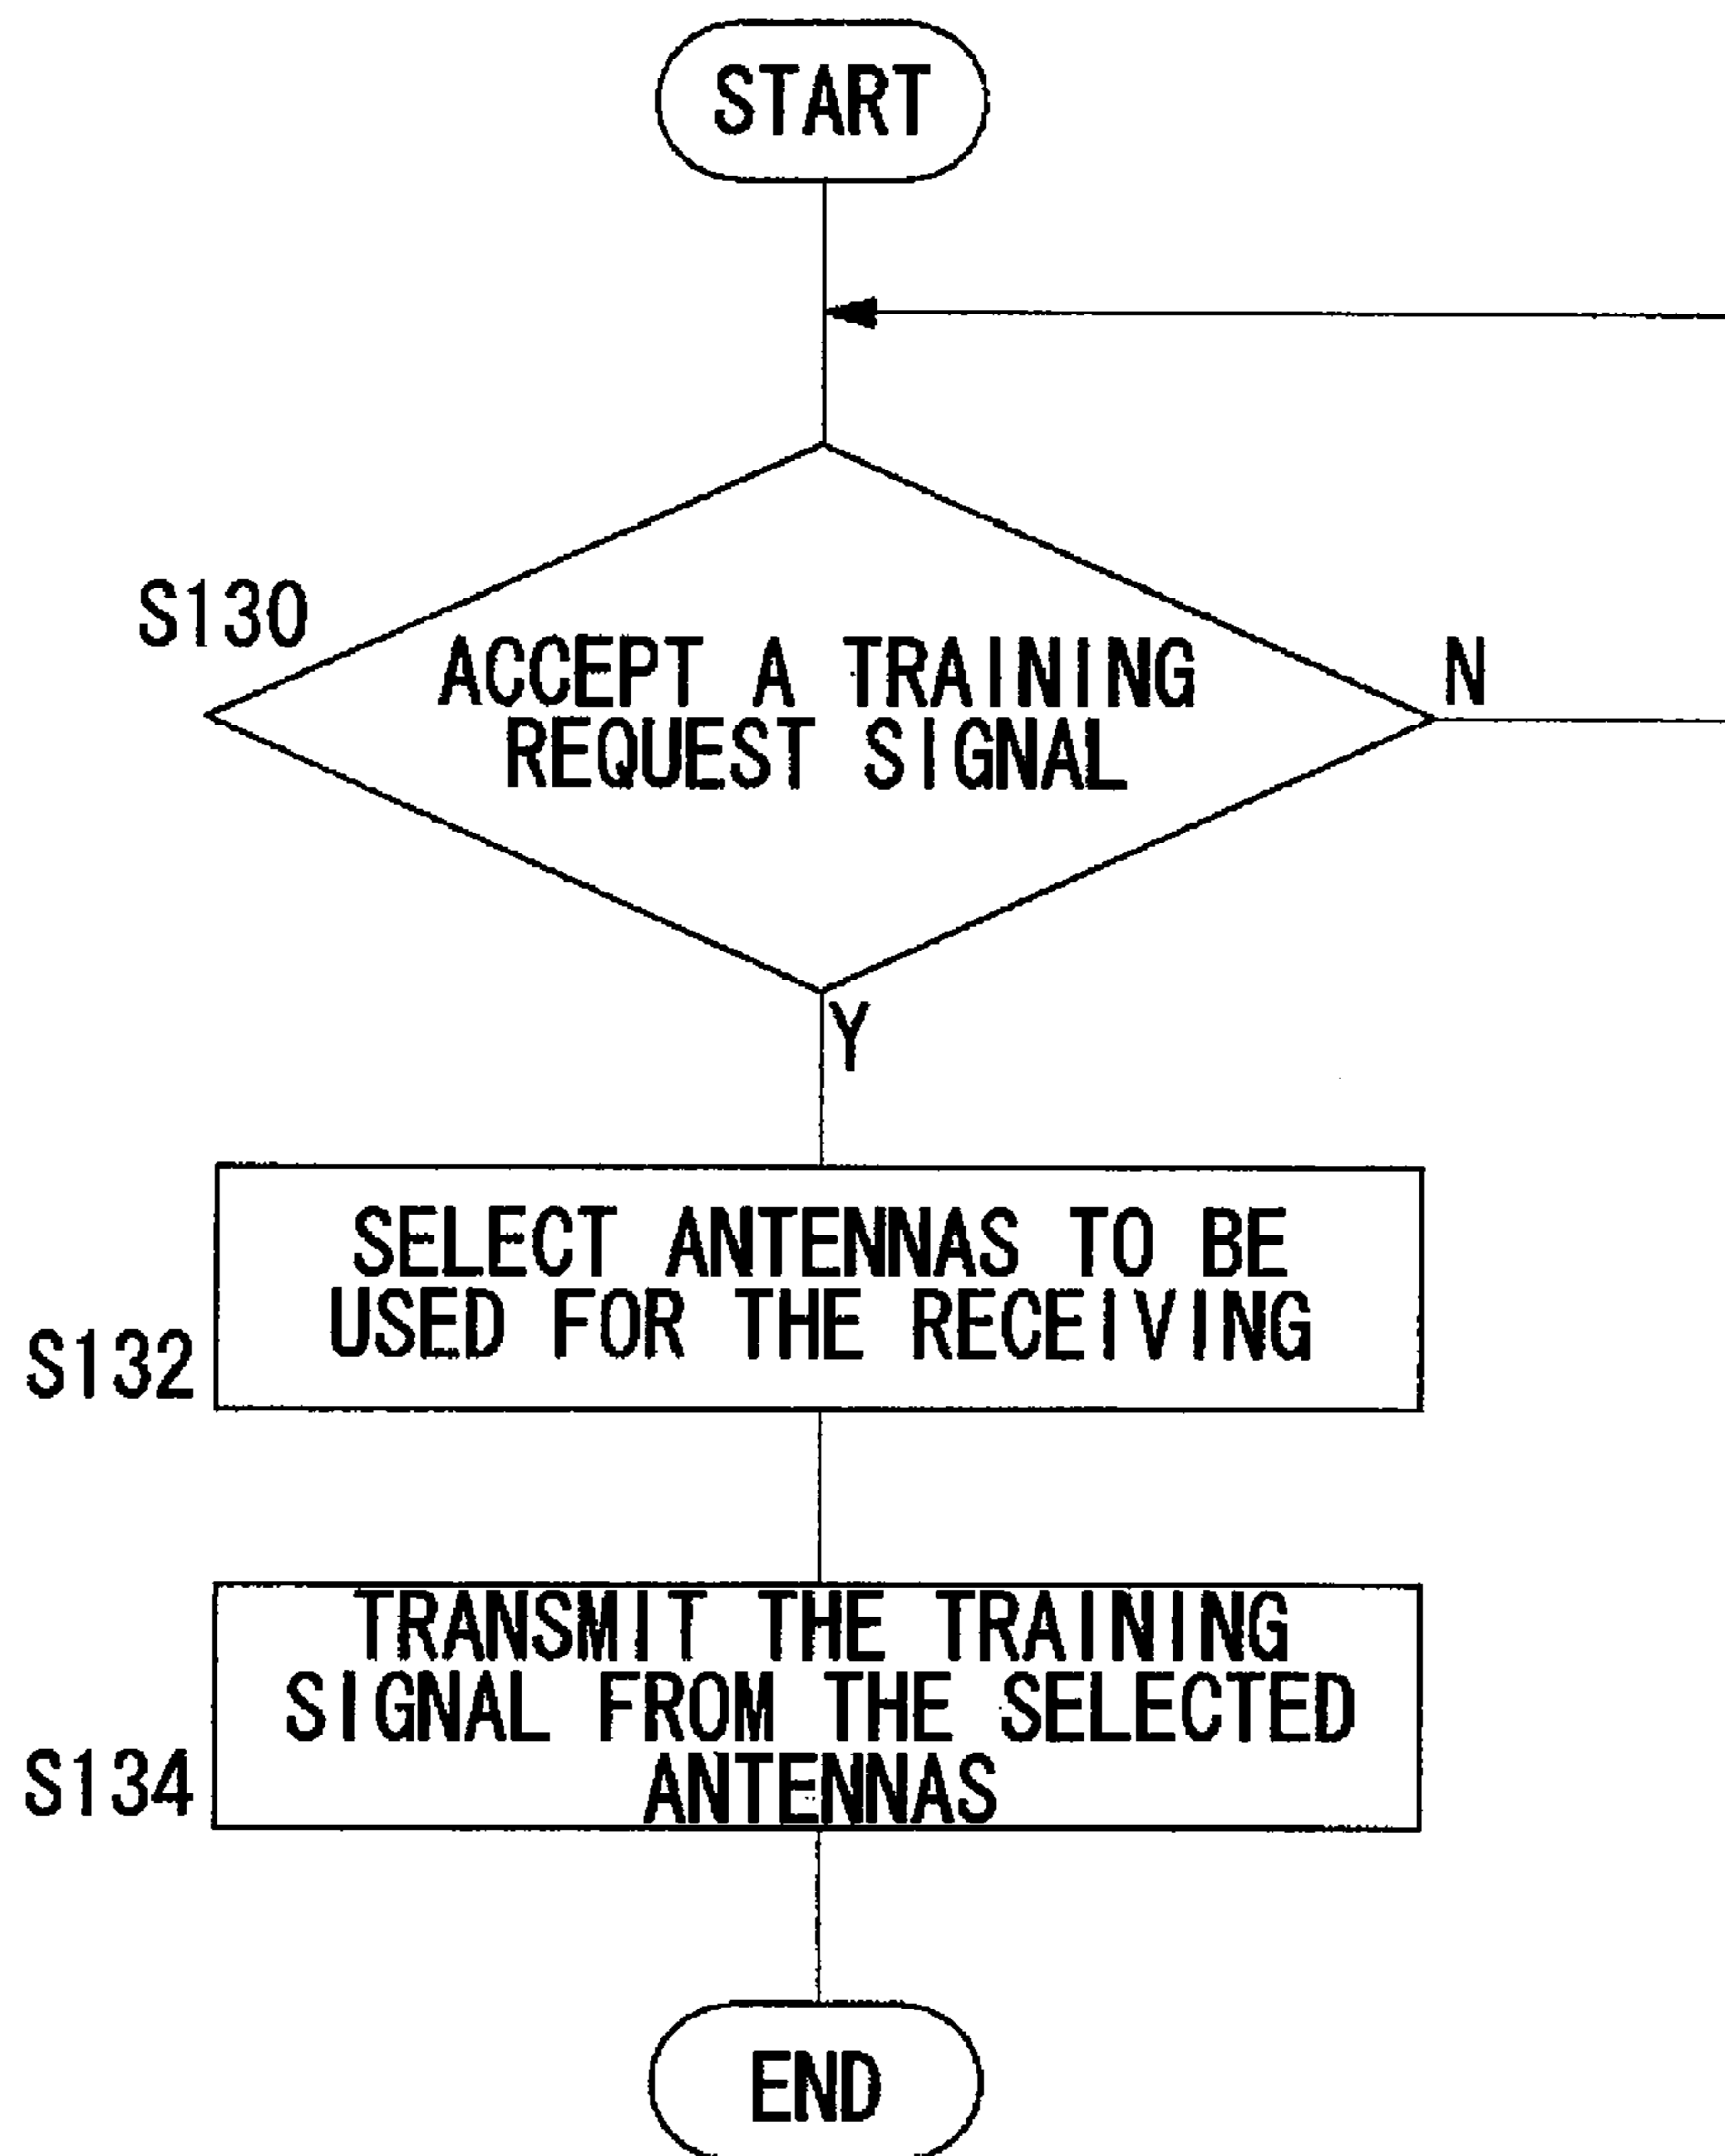 START
S130
ACCEPT A TRAINING
REQUEST SIGNAL
N
Y
SELECT ANTENNAS TO BE
USED FOR THE RECEIVING
S132
TRANSMIT THE TRAINING
SIGNAL FROM THE SELECTED
ANTENNAS
S134
END